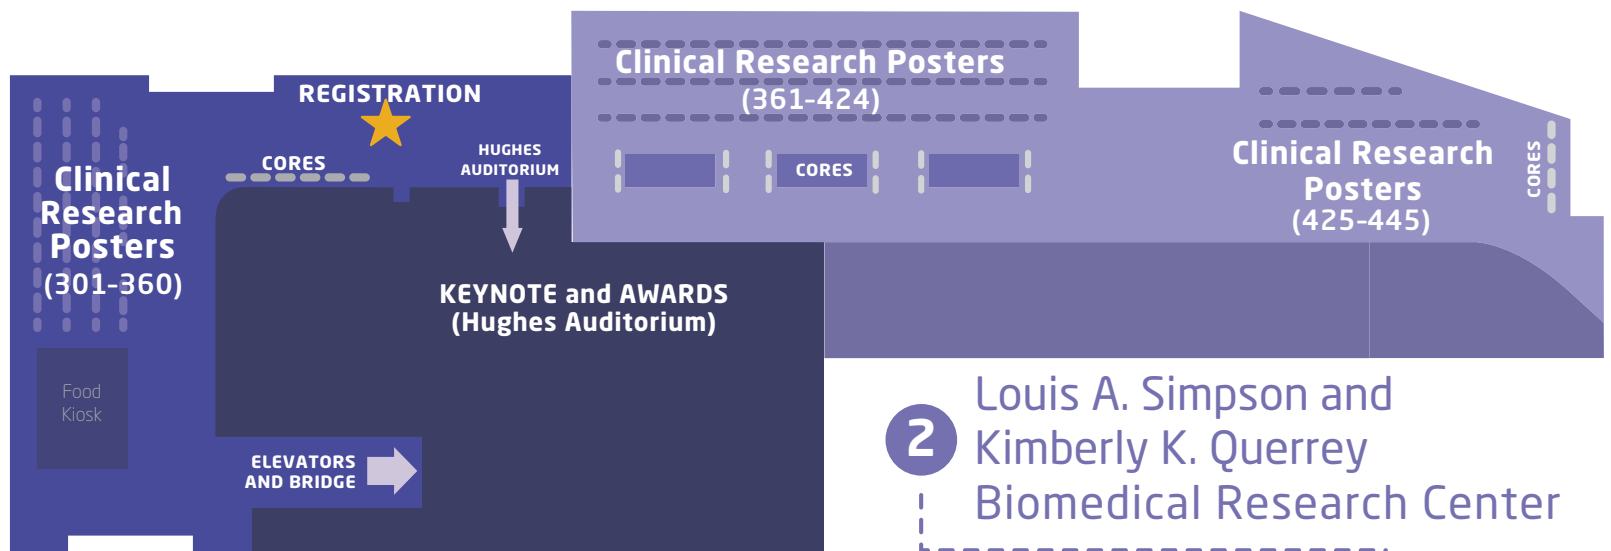 Clinical Research Posters
(361-424)
REGISTRATION
HUGHES
AUDITORIUM
CORES
Clinical
Research
Posters
(301-360)
CORES
Clinical Research
Posters
(425-445)
CORES
KEYNOTE and AWARDS
(Hughes Auditorium)
Food
Kiosk
ELEVATORS
AND BRIDGE
2
Louis A. Simpson and
Kimberly K. Querrey
Biomedical Research Center